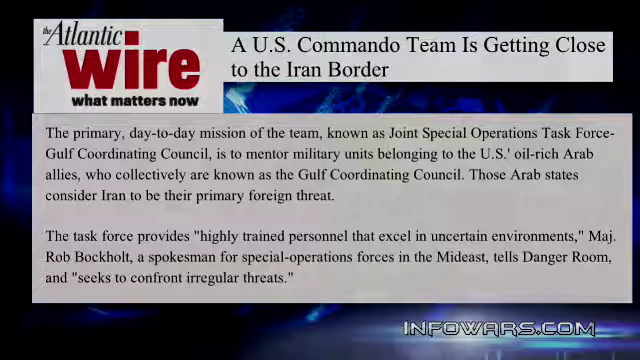 the Atlantic
wire
what matters now
A U.S. Commando Team Is Getting Close
to the Iran Border
The primary, day-to-day mission of the team, known as Joint Special Operations Task Force-
Gulf Coordinating Council, is to mentor military units belonging to the U.S.' oil-rich Arab
allies, who collectively are known as the Gulf Coordinating Council. Those Arab states
consider Iran to be their primary foreign threat.
The task force provides "highly trained personnel that excel in uncertain environments," Maj.
Rob Bockholt, a spokesman for special-operations forces in the Mideast, tells Danger Room,
and "seeks to confront irregular threats."
INFOWARS.COM